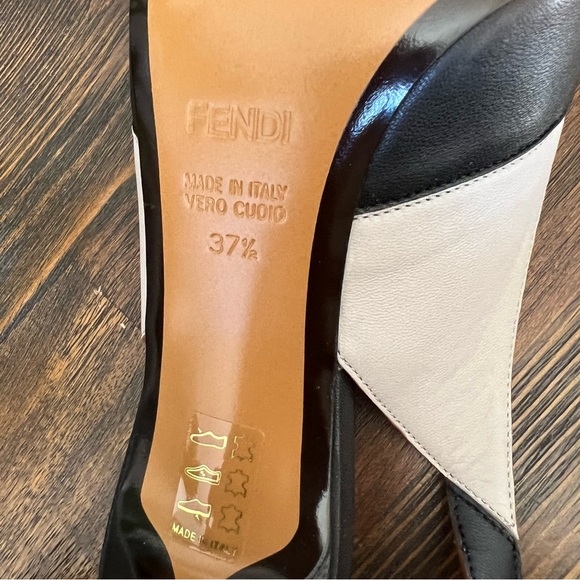 FENDI
MADE IN ITALY
VERO CUOIO
37½
MADE IN ITALY